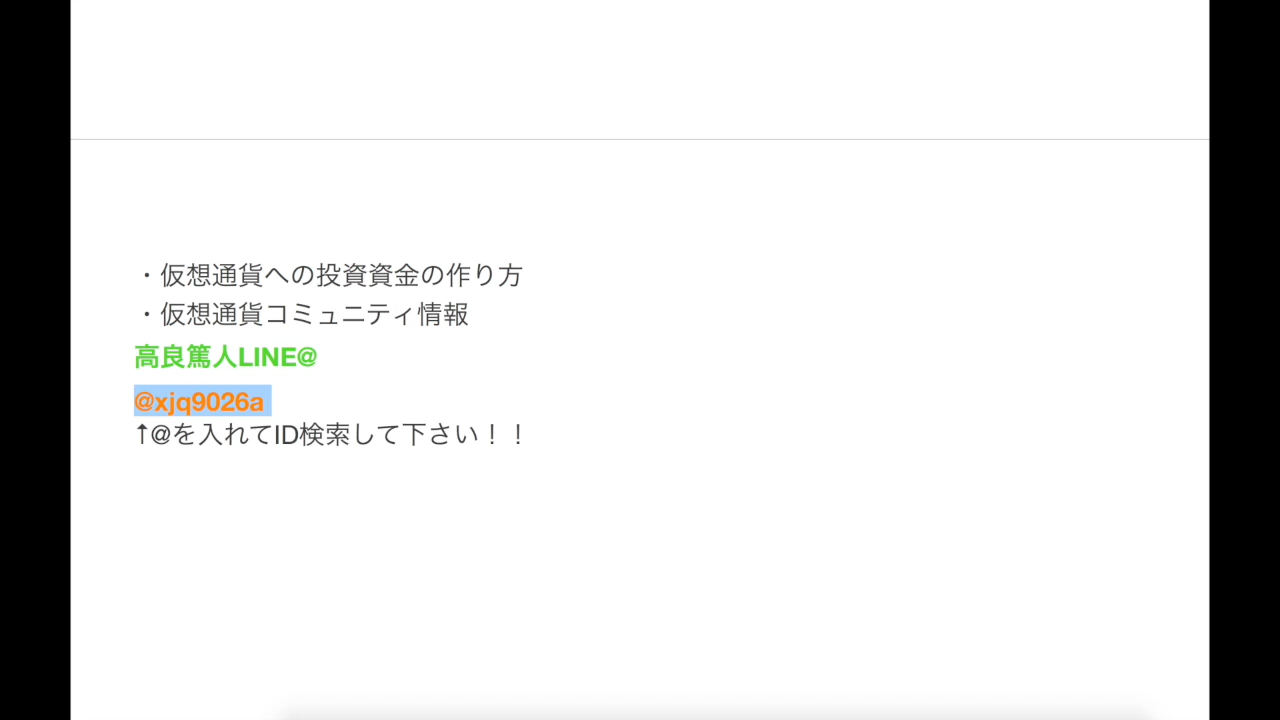 ・仮想通貨への投資資金の作り方
・仮想通貨コミュニティ情報
高良篤人LINE@
@xjq9026a
↑@を入れてID検索して下さい！！